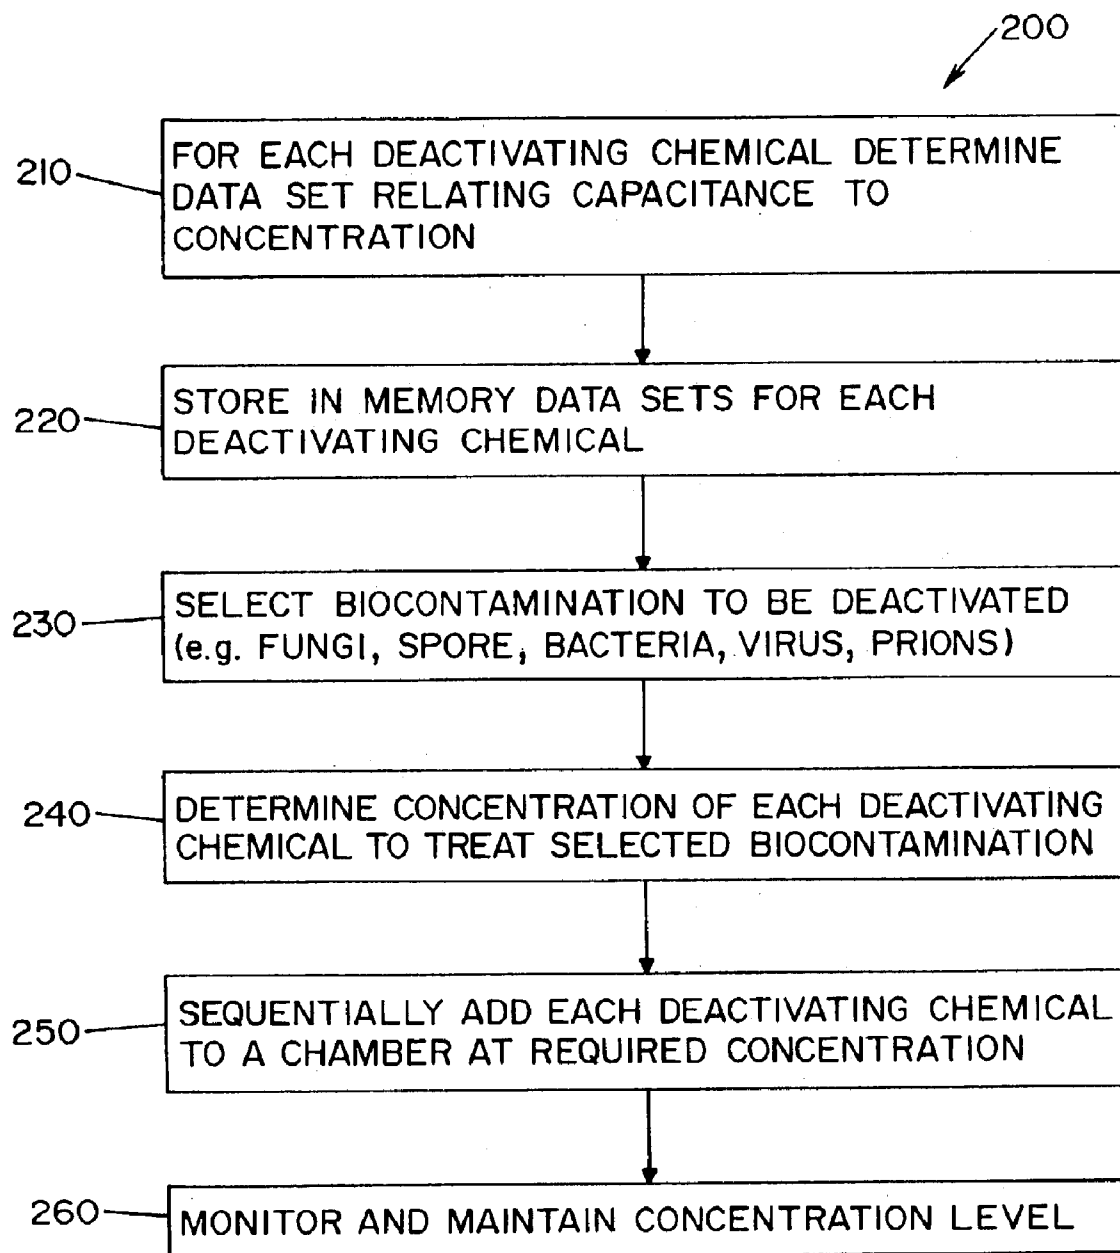 200
210
FOR EACH DEACTIVATING CHEMICAL DETERMINE
DATA SET RELATING CAPACITANCE TO
CONCENTRATION
220
STORE IN MEMORY DATA SETS FOR EACH
DEACTIVATING CHEMICAL
230
SELECT BIOCONTAMINATION TO BE DEACTIVATED
(e.g. FUNGI, SPORE, BACTERIA, VIRUS, PRIONS)
240
DETERMINE CONCENTRATION OF EACH DEACTIVATING
CHEMICAL TO TREAT SELECTED BIOCONTAMINATION
250
SEQUENTIALLY ADD EACH DEACTIVATING CHEMICAL
TO A CHAMBER AT REQUIRED CONCENTRATION
260
MONITOR AND MAINTAIN CONCENTRATION LEVEL